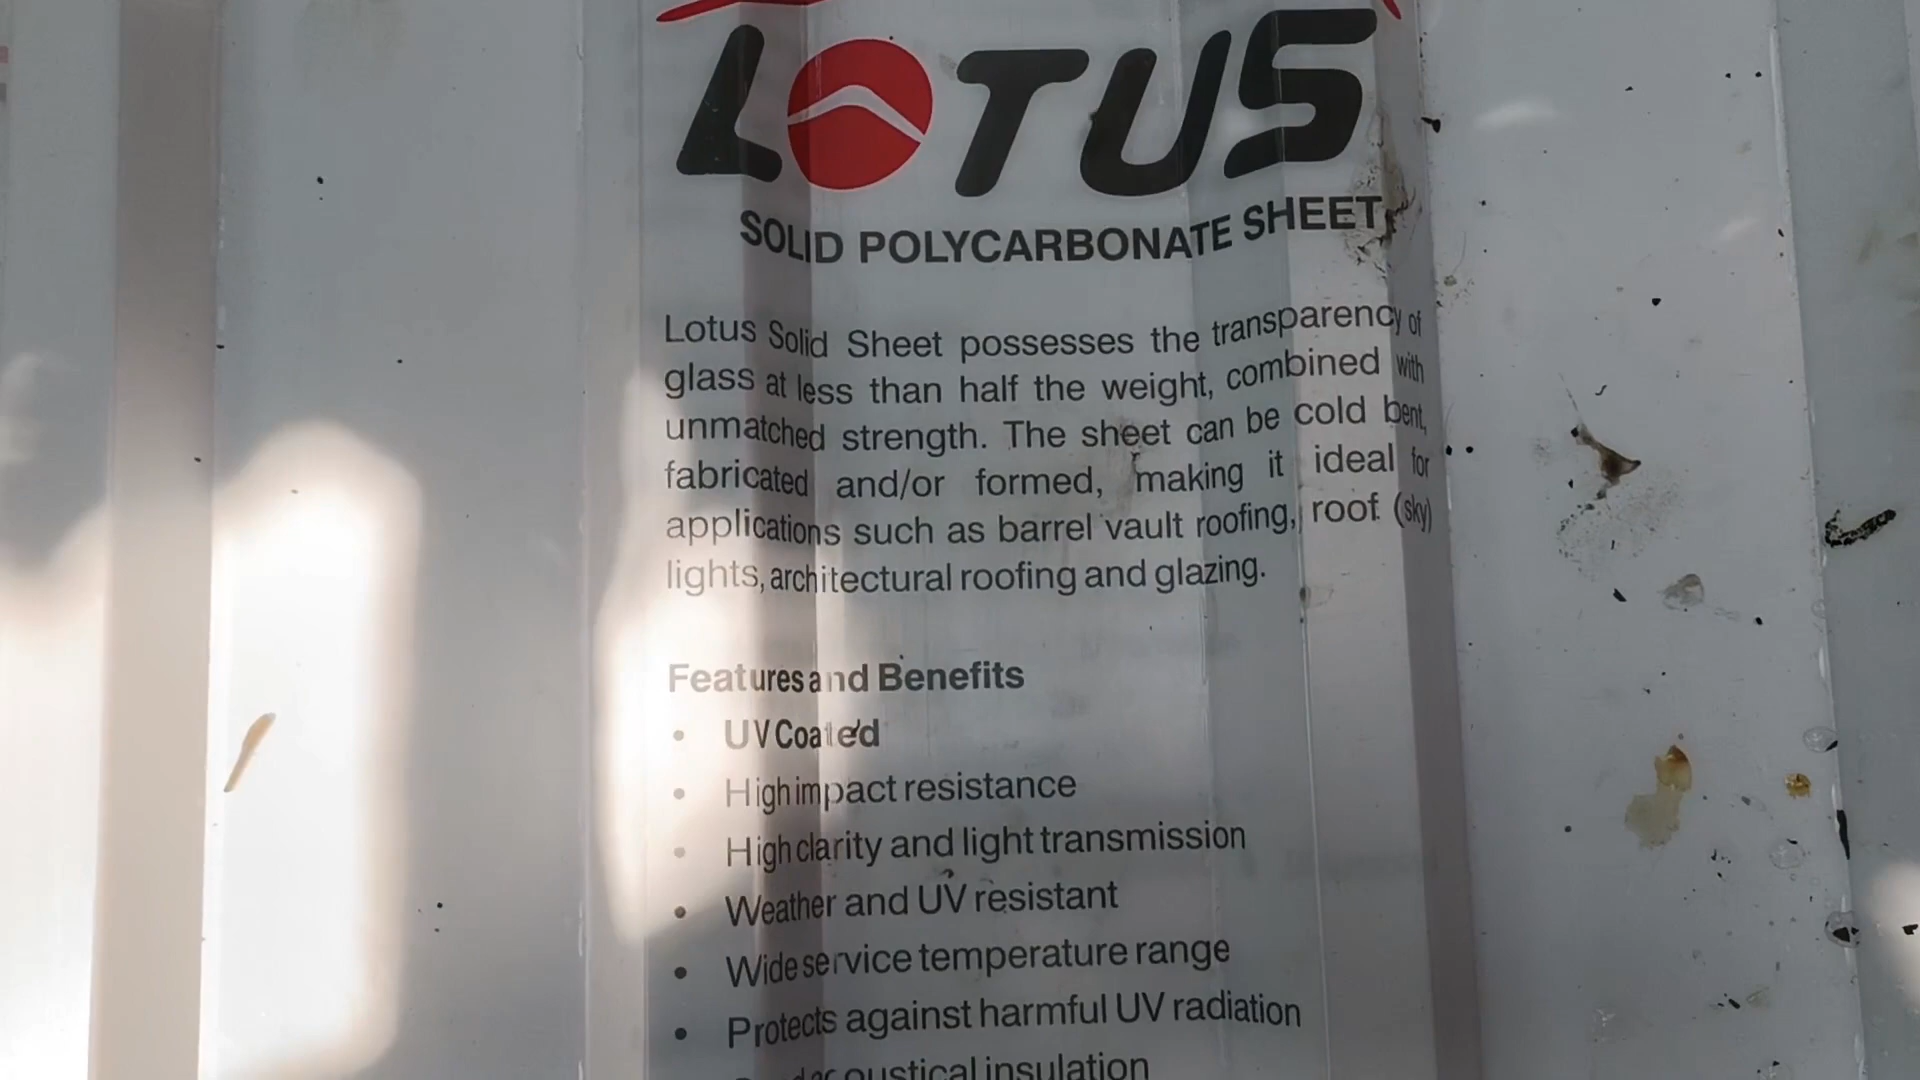 LOTUS
SOLID POLYCARBONATE SHEET
Lotus Solid Sheet possesses the transparency of
glass at less than half the weight, combined with
unmatched strength. The sheet can be cold bent,
fabricated and/or formed, making it ideal for
applications such as barrel vault roofing, roof (sky)
lights, architectural roofing and glazing.
Features and Benefits
• UV Coated
• High impact resistance
• High clarity and light transmission
• Weather and UV resistant
• Wide service temperature range
• Protects against harmful UV radiation
insulation